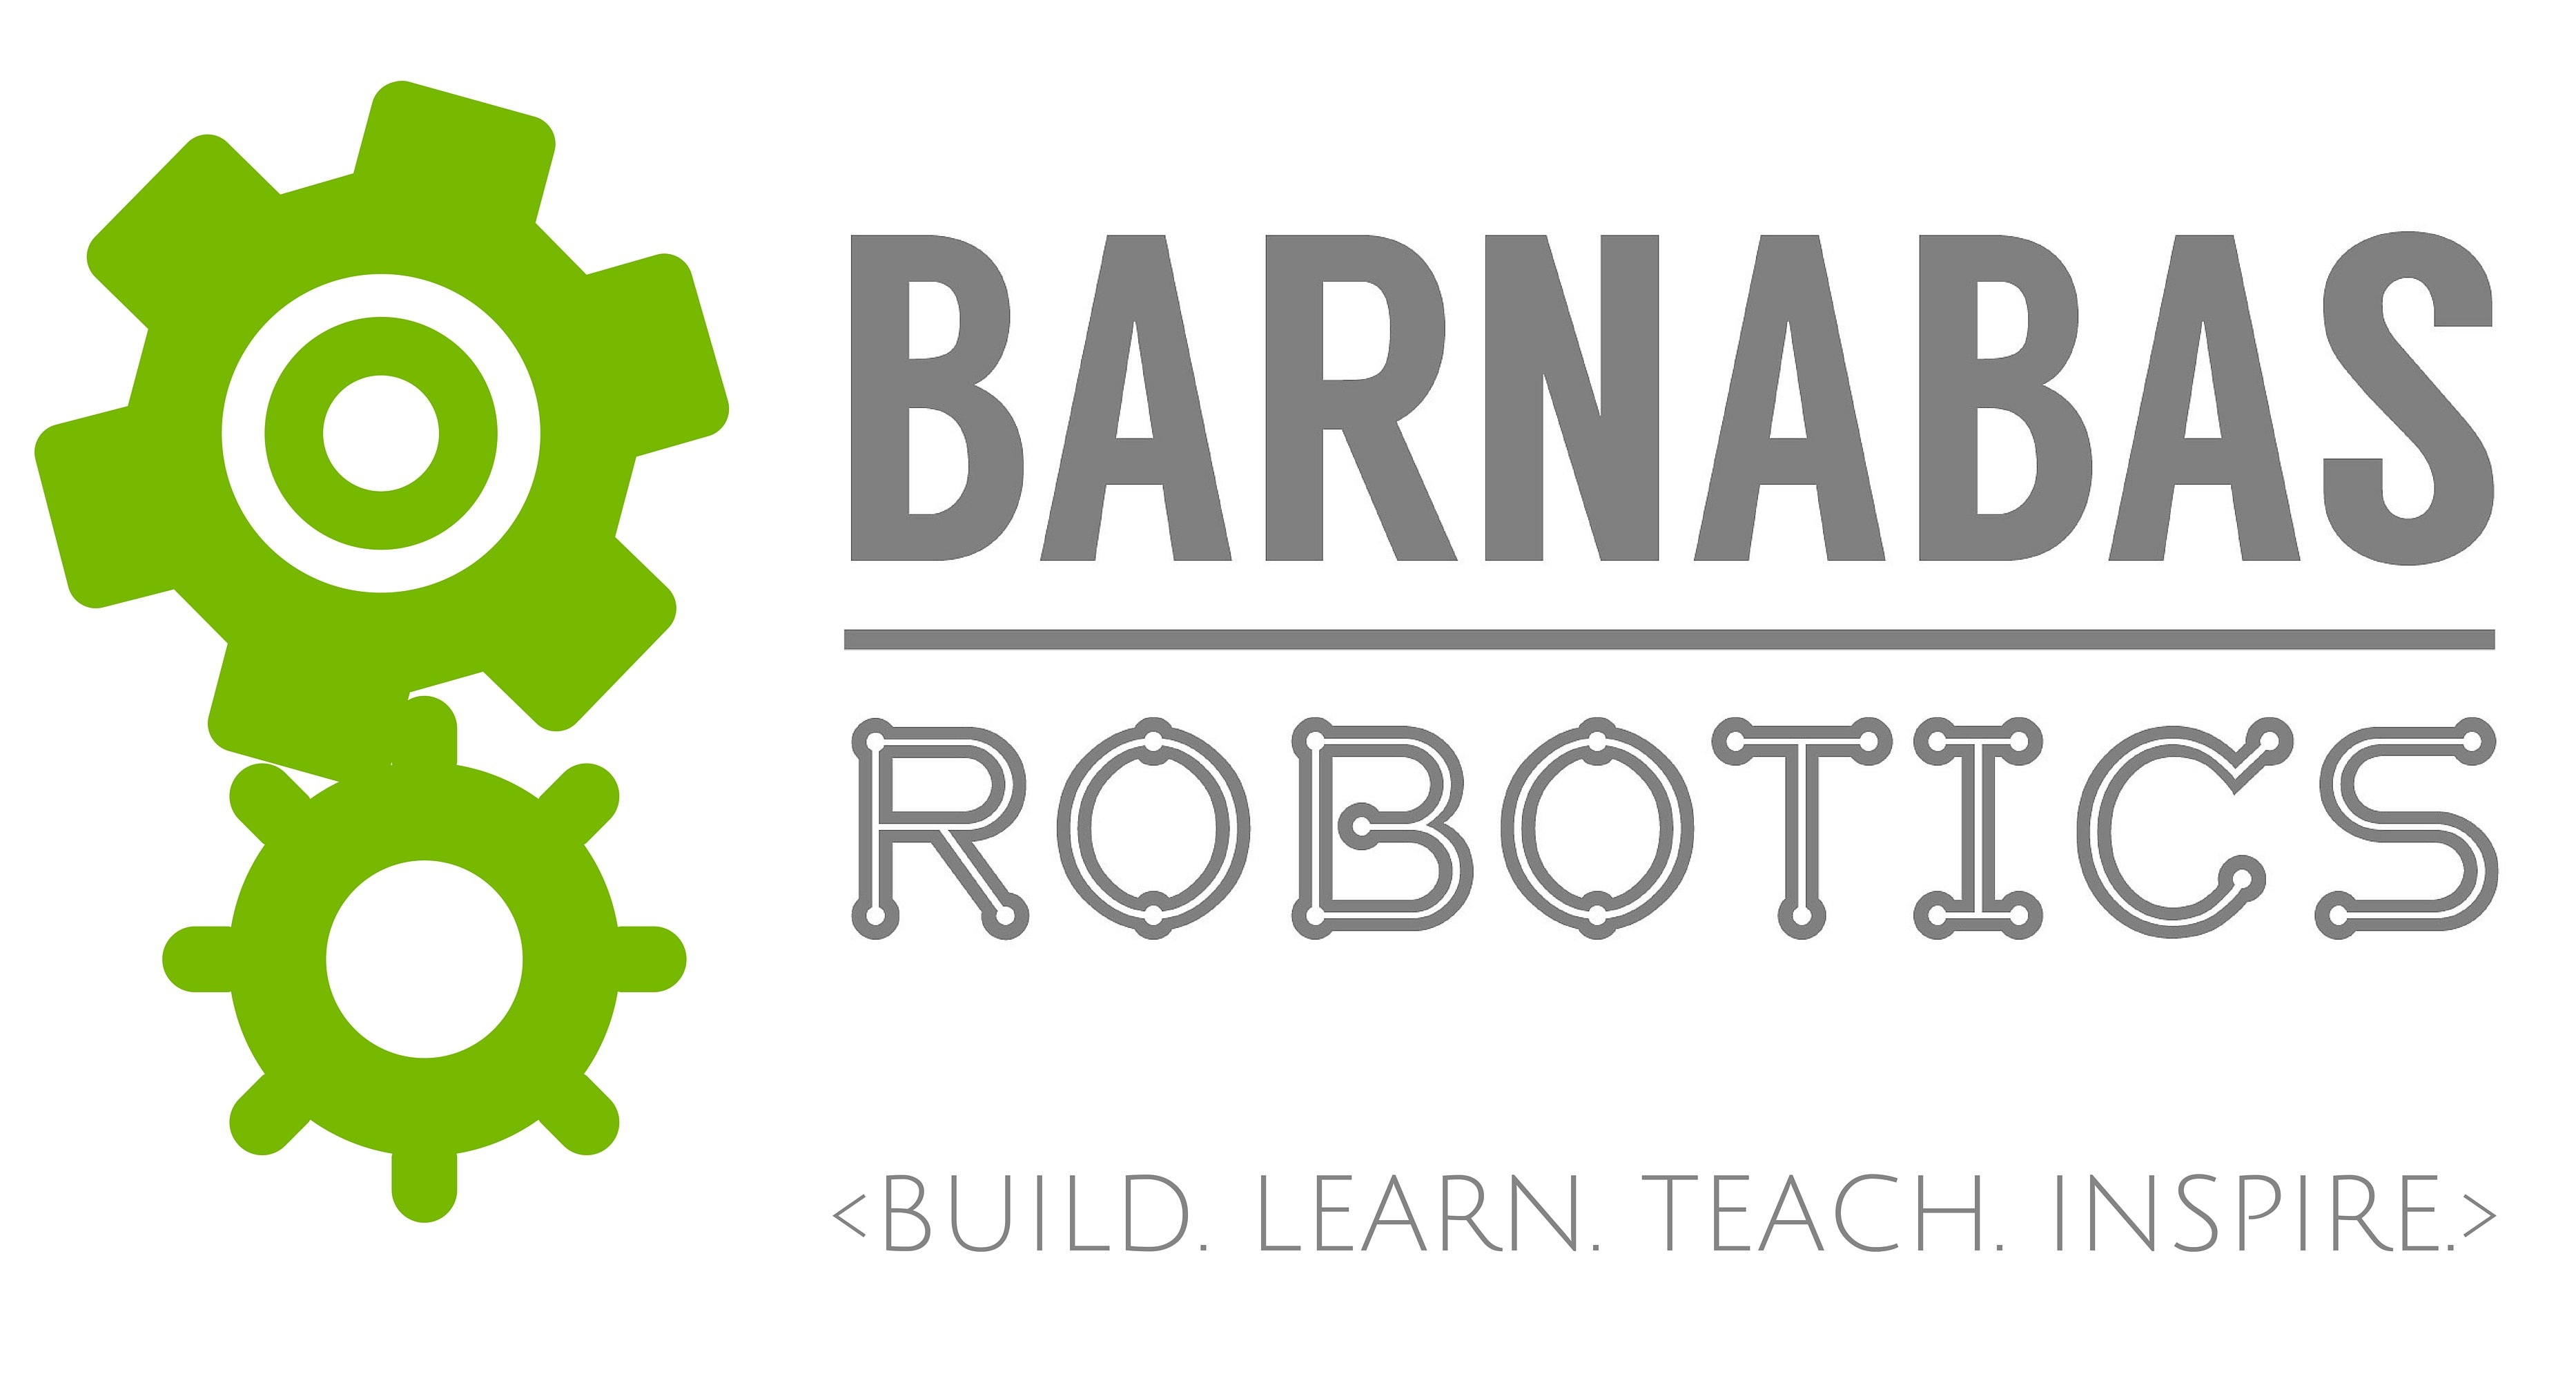 BARNABAS
ROBOTICS
<BUILD. LEARN. TEACH. INSPIRE.>